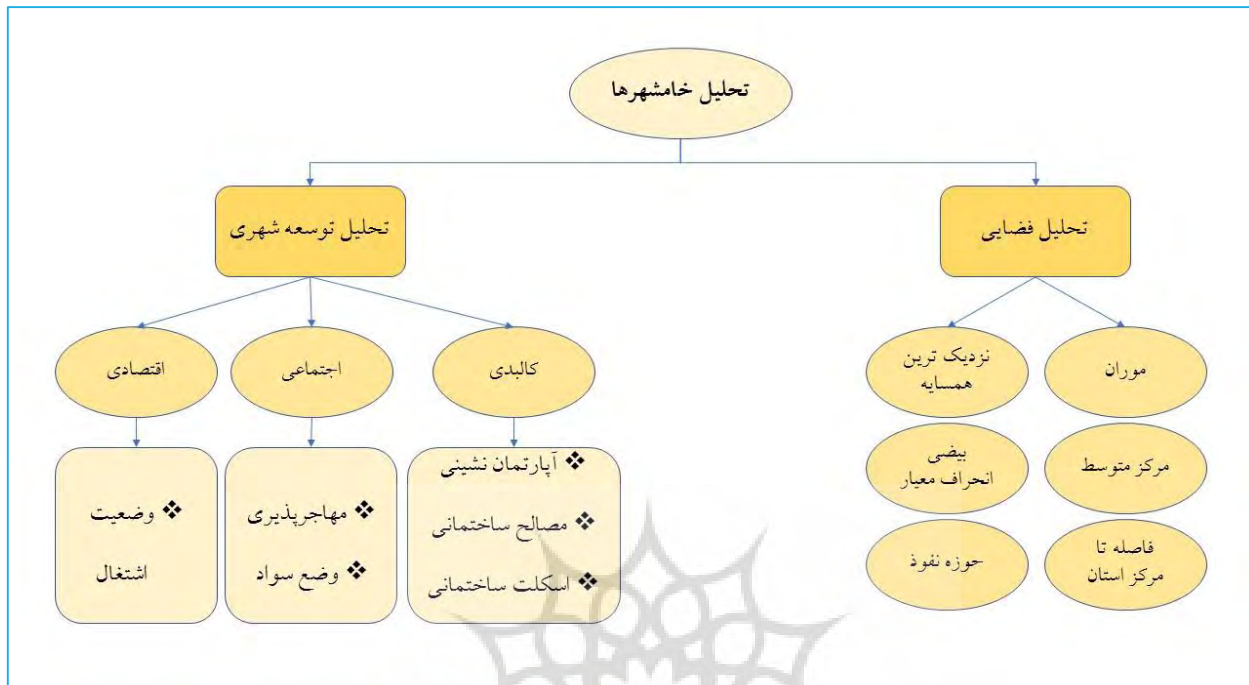 تحلیل خامشهرها
تحلیل فضایی
تحلیل توسعه شهری
موران
نزدیک ترین
همسایه
مرکز متوسط
بیضی
انحراف معیار
فاصله تا
مرکز استان
حوزه نفوذ
کالبدی
اجتماعی
اقتصادی
❖ آپارتمان نشینی
❖ مصالح ساختمانی
❖ اسکلت ساختمانی
❖ مهاجرپذیری
❖ وضع سواد
❖ وضعیت
اشتغال